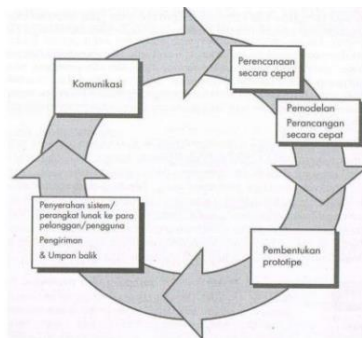 Komunikasi
Perencanaan
secara cepat
Pemodelan
Perancangan
secara cepat
Pembentukan
prototipe
Penyerahan sistem/
perangkat lunak ke para
pelanggan/pengguna
Pengiriman
& Umpan balik